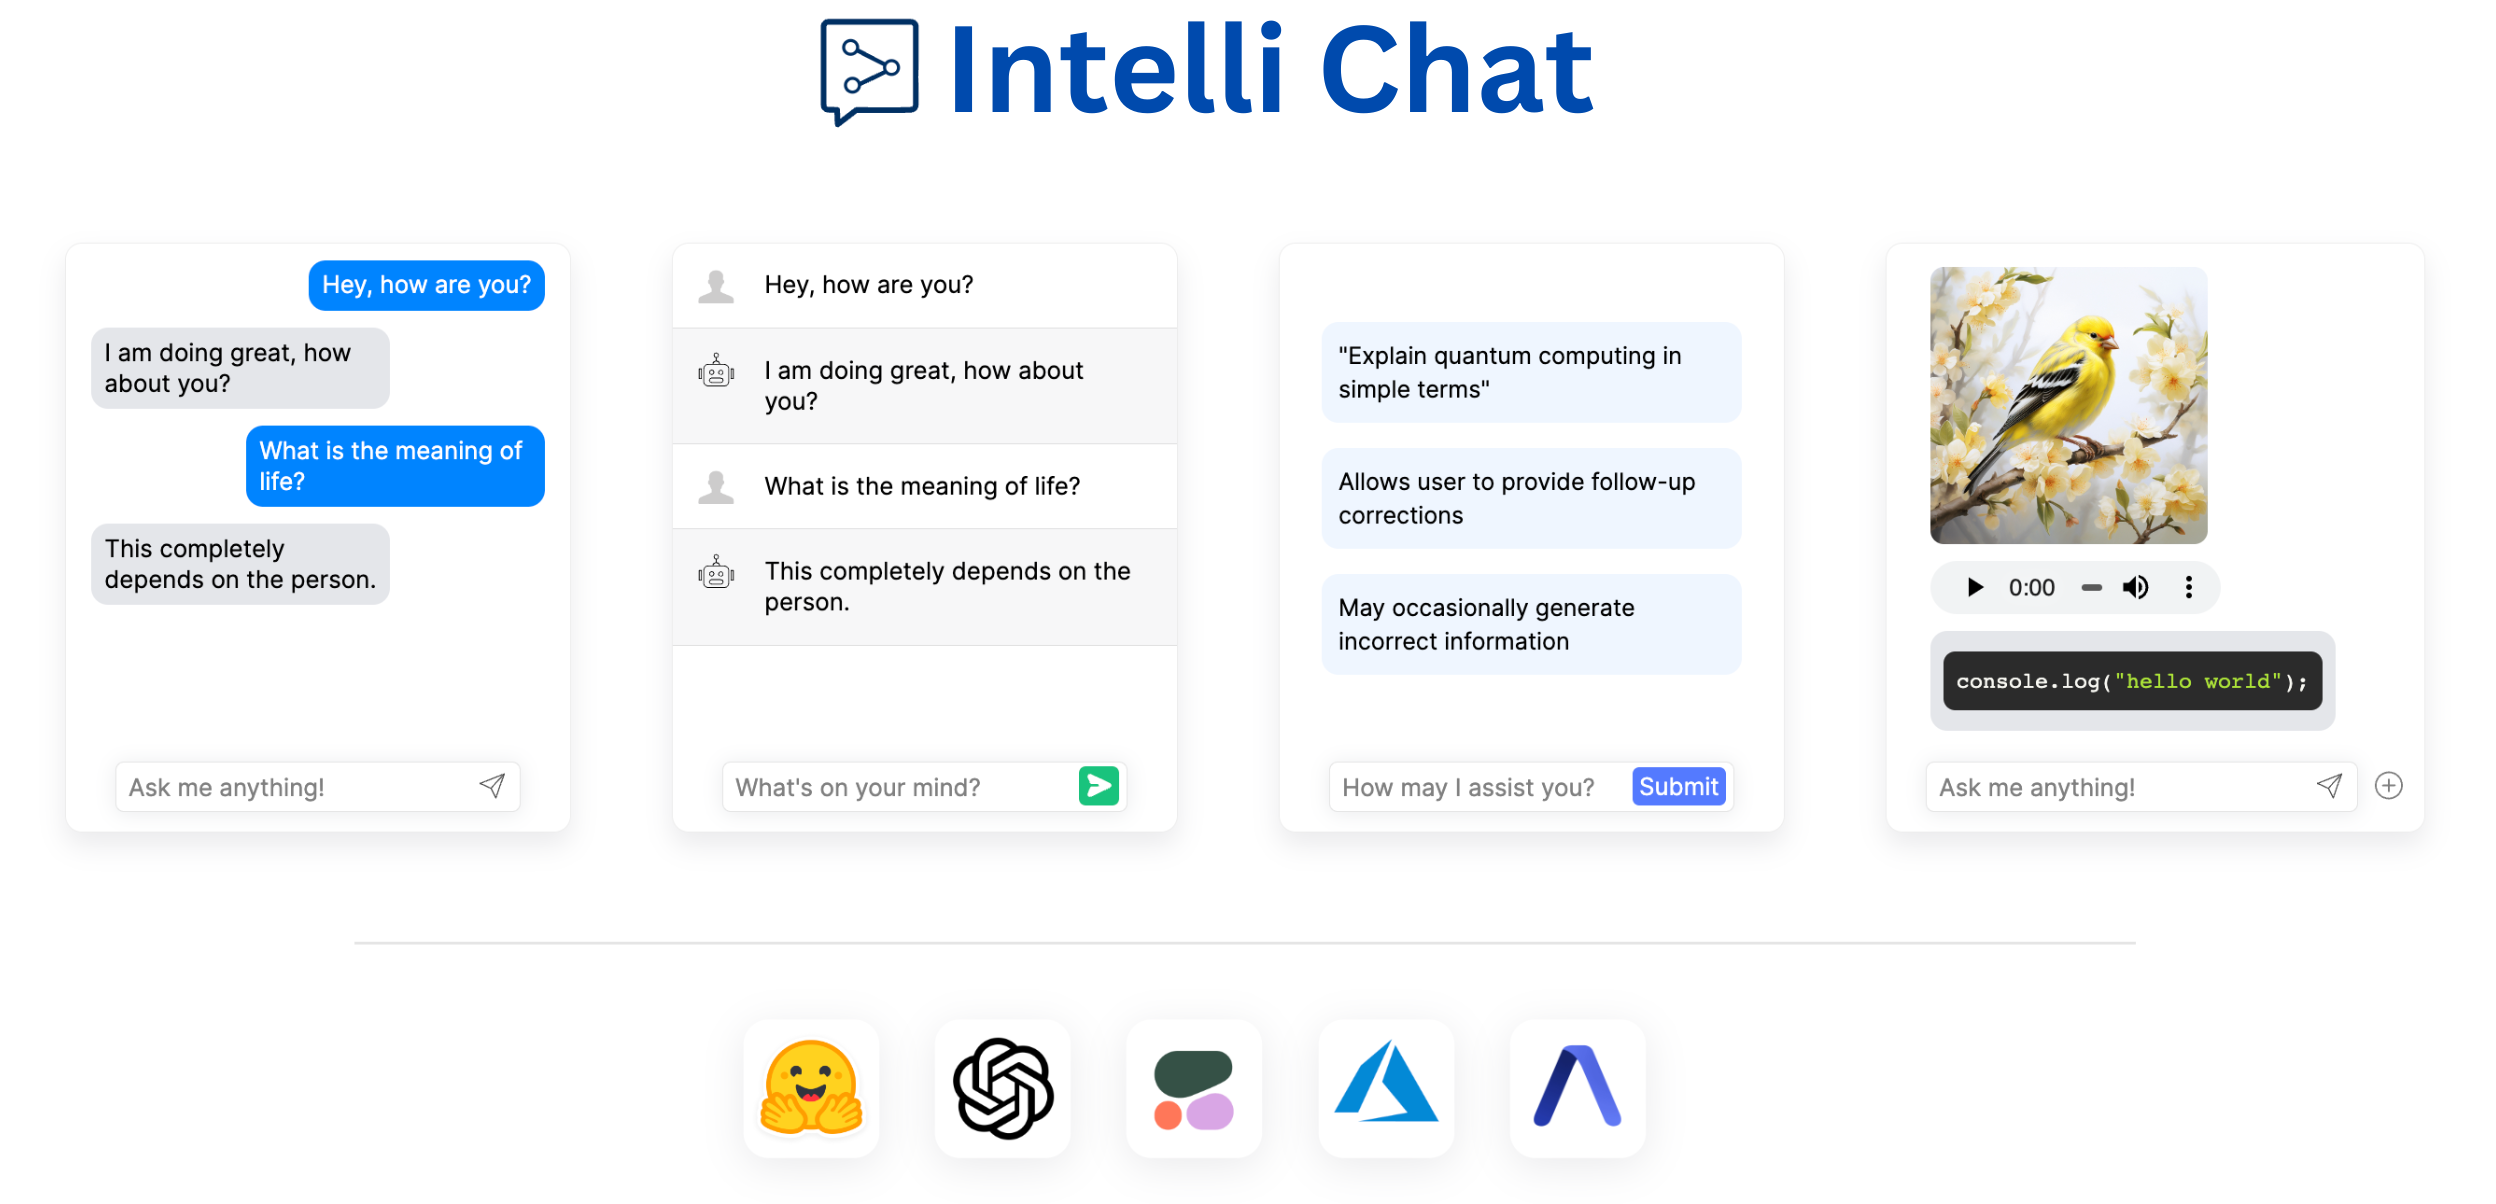 Intelli Chat
Hey, how are you?
I am doing great, how
about you?
What is the meaning of
life?
This completely
depends on the person.
Ask me anything!
Hey, how are you?
I am doing great, how about
you?
What is the meaning of life?
This completely depends on the
person.
What's on your mind?
"Explain quantum computing in
simple terms"
Allows user to provide follow-up
corrections
May occasionally generate
incorrect information
How may I assist you?
Submit
0:00
console.log("hello world");
Ask me anything!